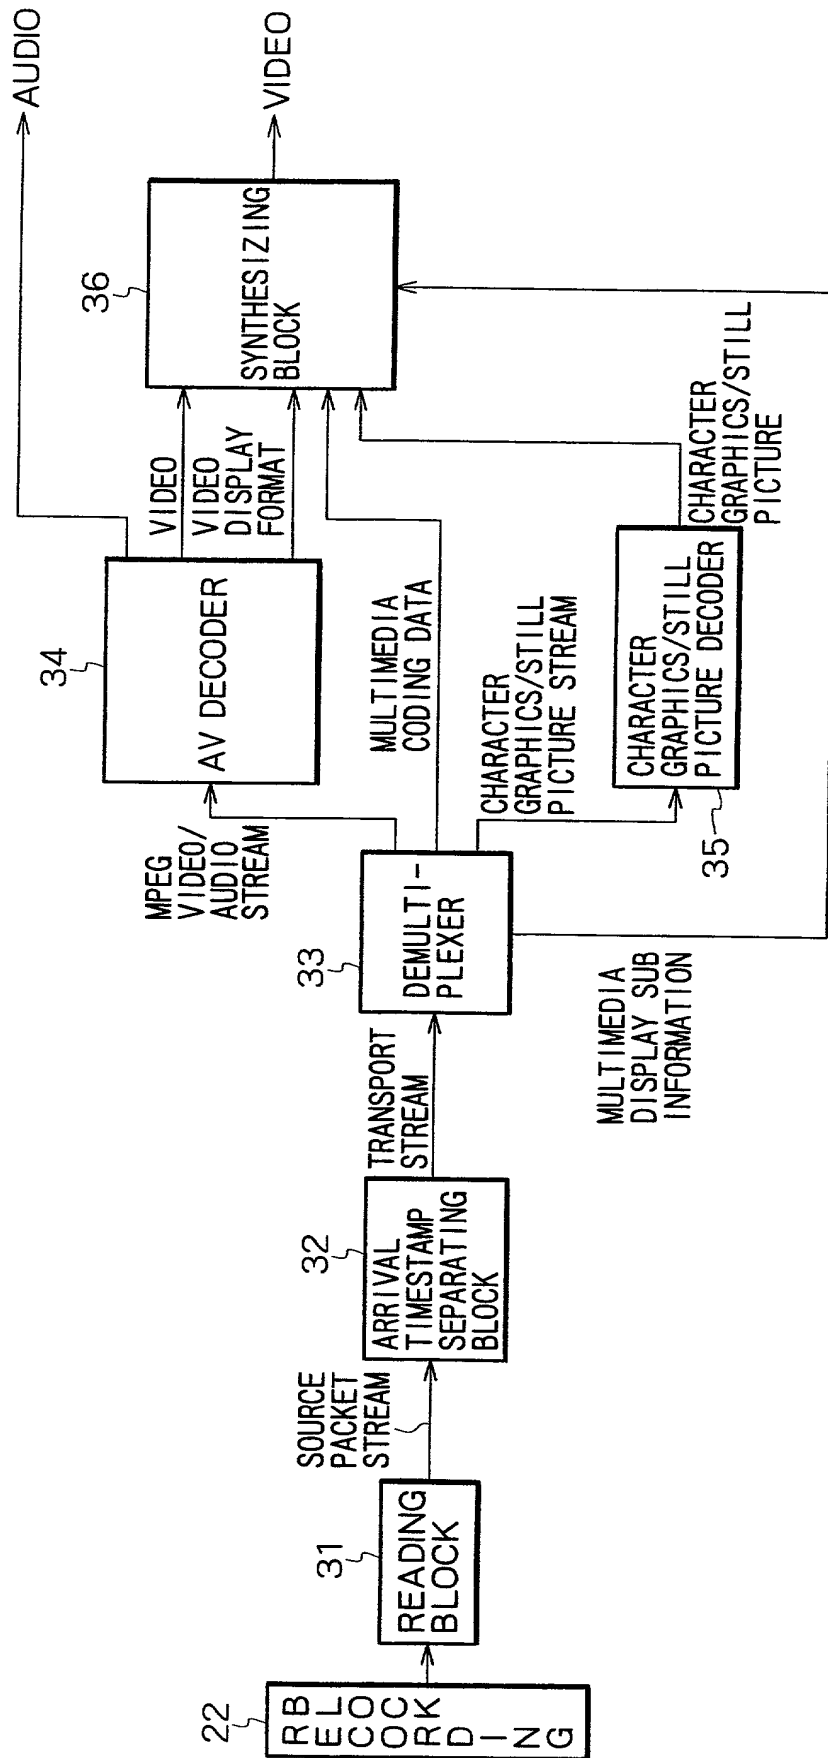 22
RECORDING
BLOCK
31
READING
BLOCK
SOURCE
PACKET
STREAM
32
ARRIVAL
TIMESTAMP
SEPARATING
BLOCK
TRANSPORT
STREAM
33
DEMULTI-
PLEXER
MPEG
VIDEO/
AUDIO
STREAM
34
AV DECODER
AUDIO
VIDEO
VIDEO
DISPLAY
FORMAT
MULTIMEDIA
CODING DATA
CHARACTER
GRAPHICS/STILL
PICTURE STREAM
35
CHARACTER
GRAPHICS/STILL
PICTURE DECODER
CHARACTER
GRAPHICS/STILL
PICTURE
MULTIMEDIA
DISPLAY SUB
INFORMATION
36
SYNTHESIZING
BLOCK
VIDEO